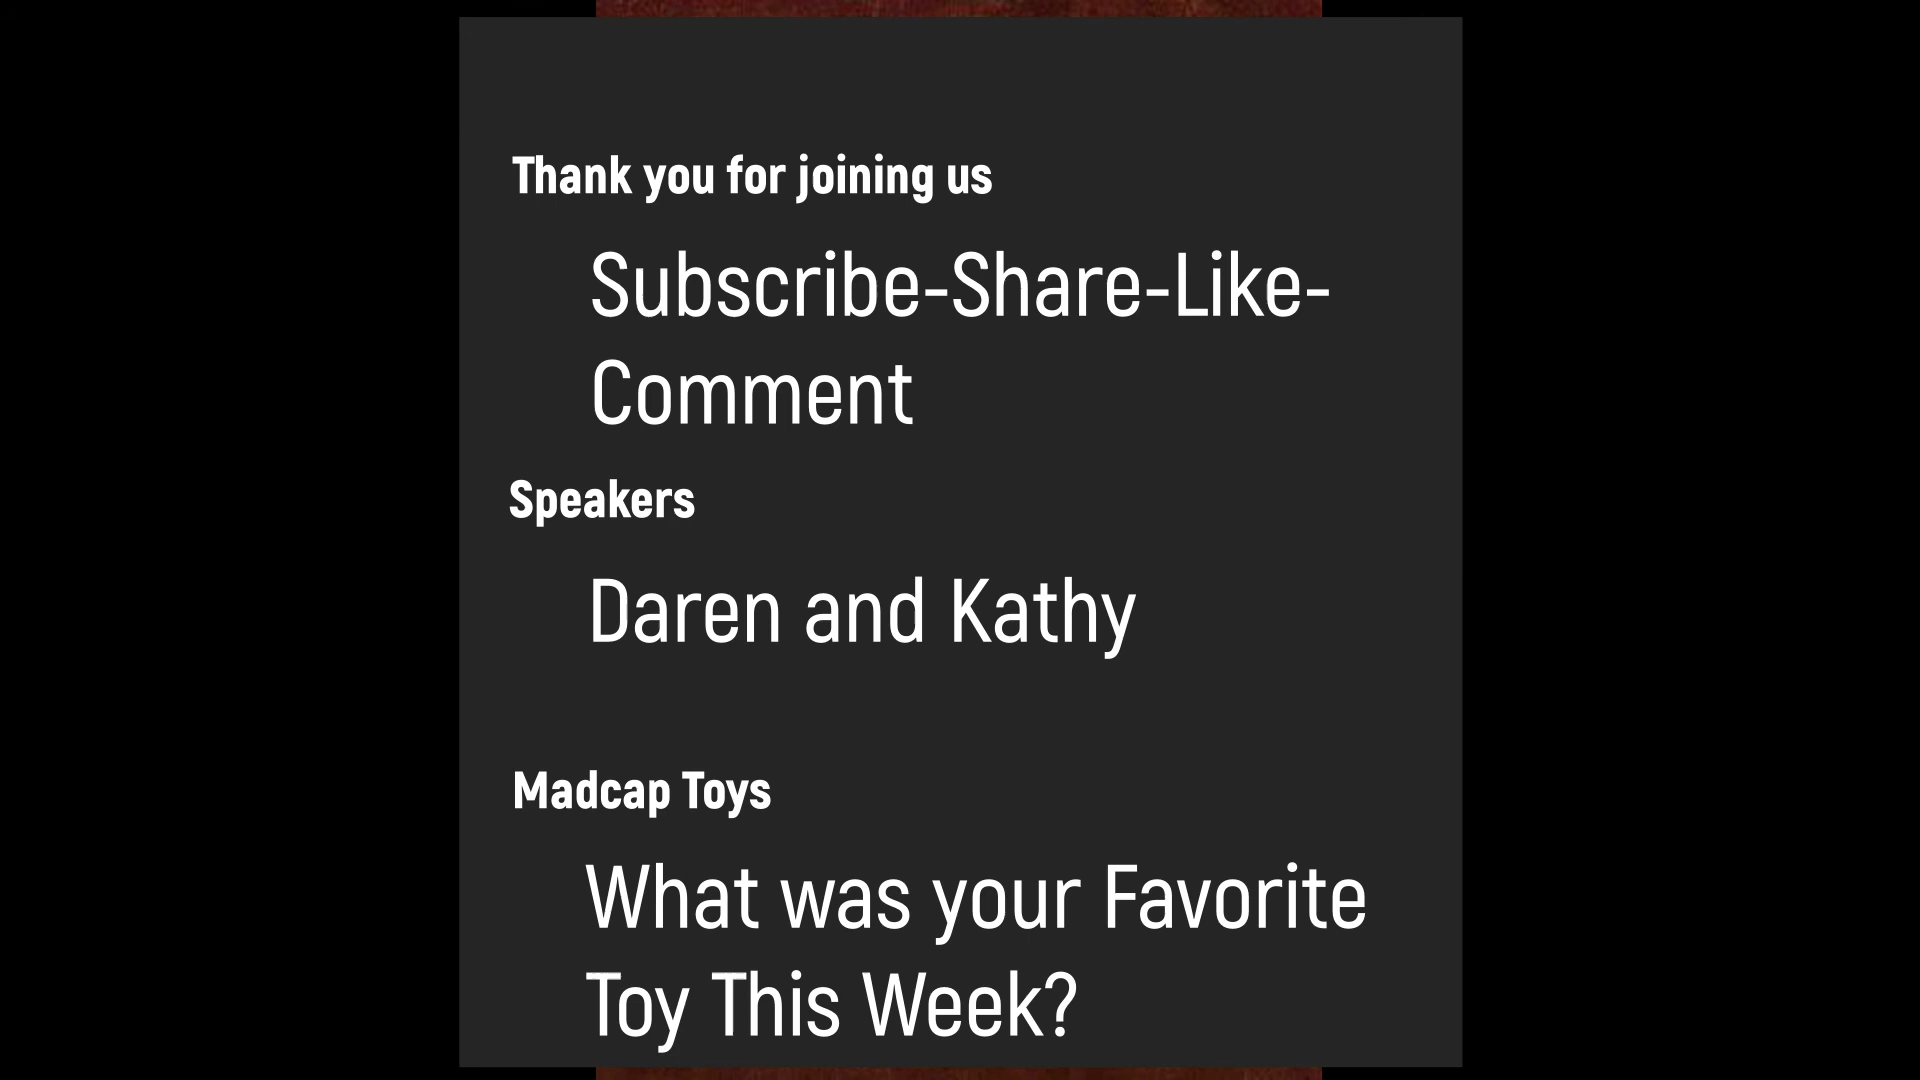 Thank you for joining us
Subscribe-Share-Like-
Comment
Speakers
Daren and Kathy
Madcap Toys
What was your Favorite
Toy This Week?